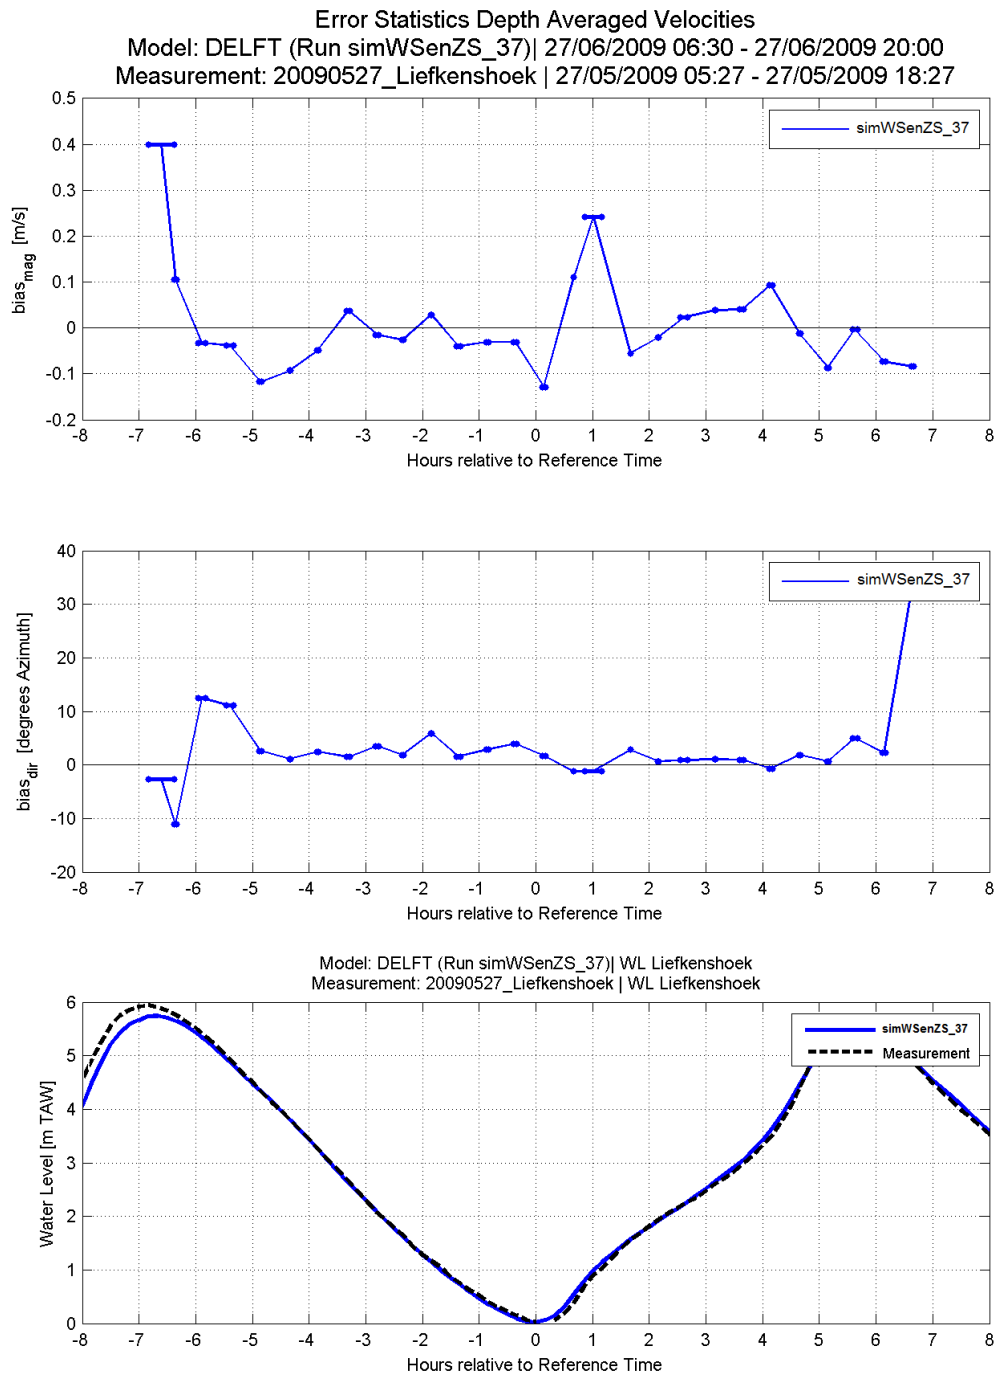 Error Statistics Depth Averaged Velocities
Model: DELFT (Run simWSenZS_37)| 27/06/2009 06:30 - 27/06/2009 20:00
Measurement: 20090527_Liefkenshoek | 27/05/2009 05:27 - 27/05/2009 18:27
0.5
0.4
0.3
0.2
0.1
0
-0.1
-0.2
bias_mag [m/s]
simWSenZS_37
-8 -7 -6 -5 -4 -3 -2 -1 0 1 2 3 4 5 6 7 8
Hours relative to Reference Time
40
30
20
10
0
-10
-20
bias_dir [degrees Azimuth]
simWSenZS_37
-8 -7 -6 -5 -4 -3 -2 -1 0 1 2 3 4 5 6 7 8
Hours relative to Reference Time
Model: DELFT (Run simWSenZS_37)| WL Liefkenshoek
Measurement: 20090527_Liefkenshoek | WL Liefkenshoek
6
5
4
3
2
1
0
Water Level [m TAW]
simWSenZS_37
Measurement
-8 -7 -6 -5 -4 -3 -2 -1 0 1 2 3 4 5 6 7 8
Hours relative to Reference Time